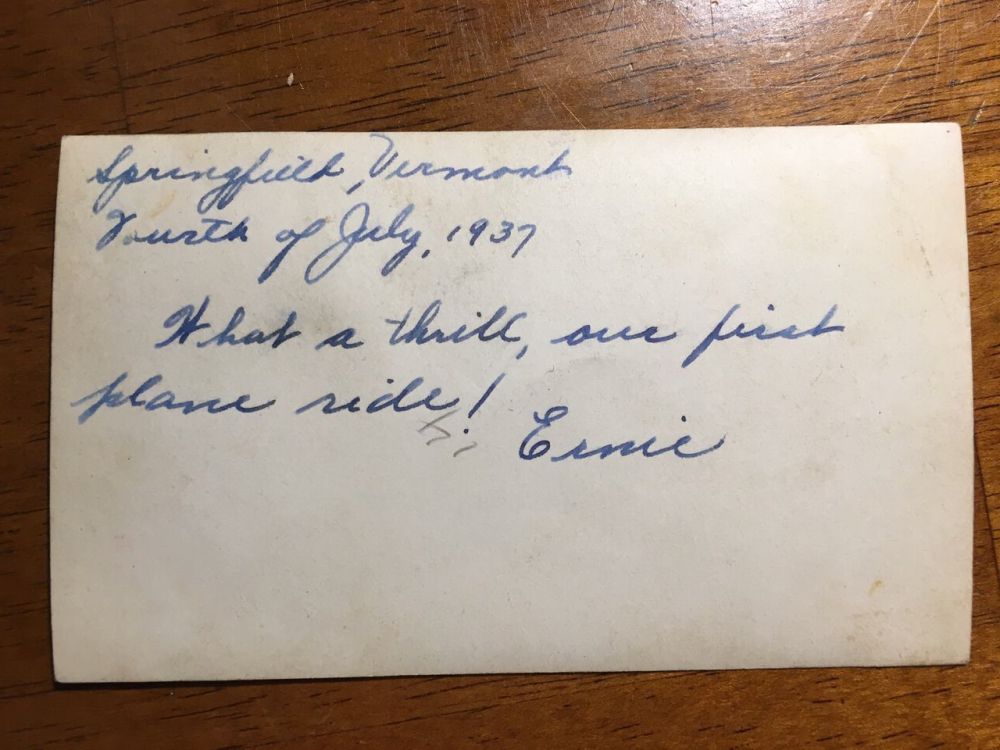 Springfield, Vermont
Fourth of July, 1937
What a thrill, our first
plane ride!
Ernie